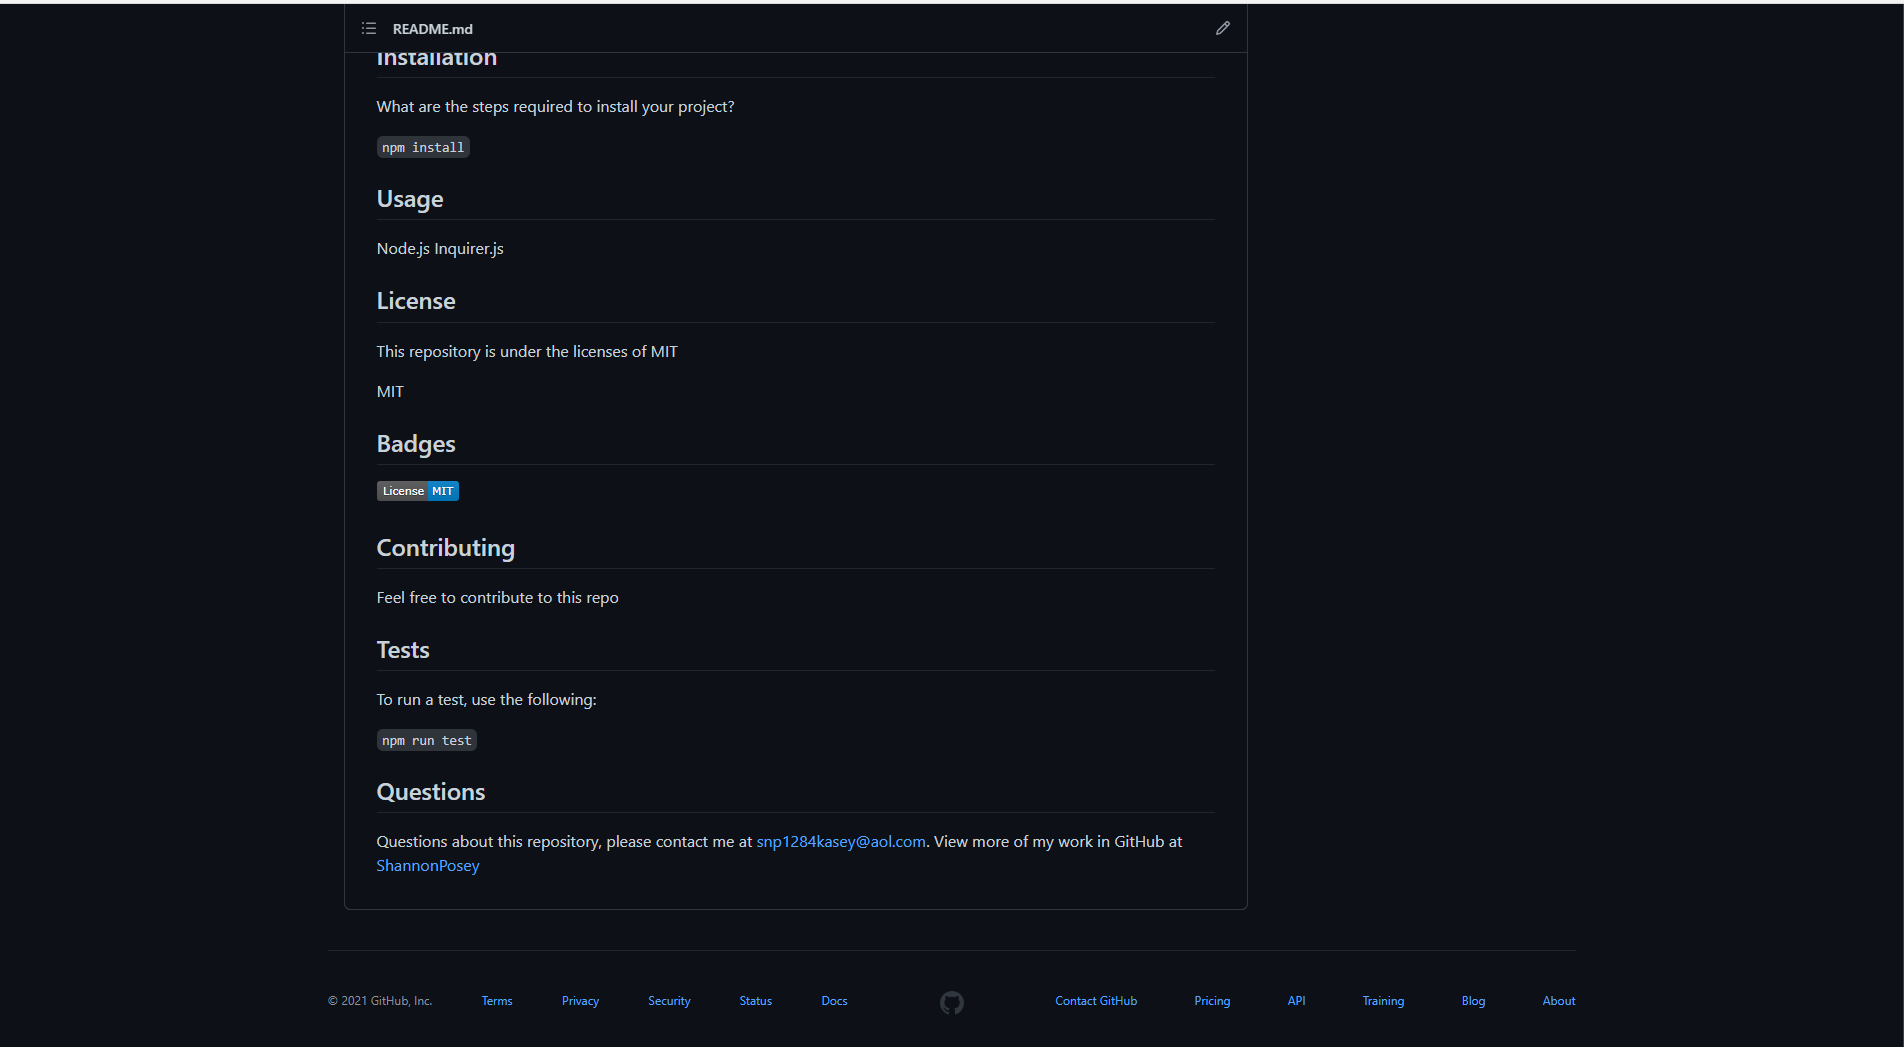 README.md
Installation
What are the steps required to install your project?
npm install
Usage
Node.js Inquirer.js
License
This repository is under the licenses of MIT
MIT
Badges
License MIT
Contributing
Feel free to contribute to this repo
Tests
To run a test, use the following:
npm run test
Questions
Questions about this repository, please contact me at snp1284kasey@aol.com. View more of my work in GitHub at
ShannonPosey
© 2021 GitHub, Inc. Terms Privacy Security Status Docs Contact GitHub Pricing API Training Blog About